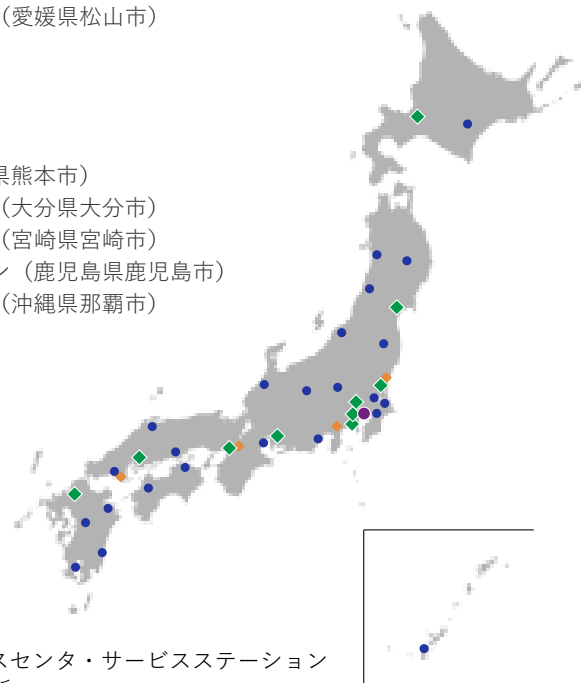 （愛媛県松山市）
県熊本市）
（大分県大分市）
（宮崎県宮崎市）
ン（鹿児島県鹿児島市）
（沖縄県那覇市）
スセンタ・サービスステーション